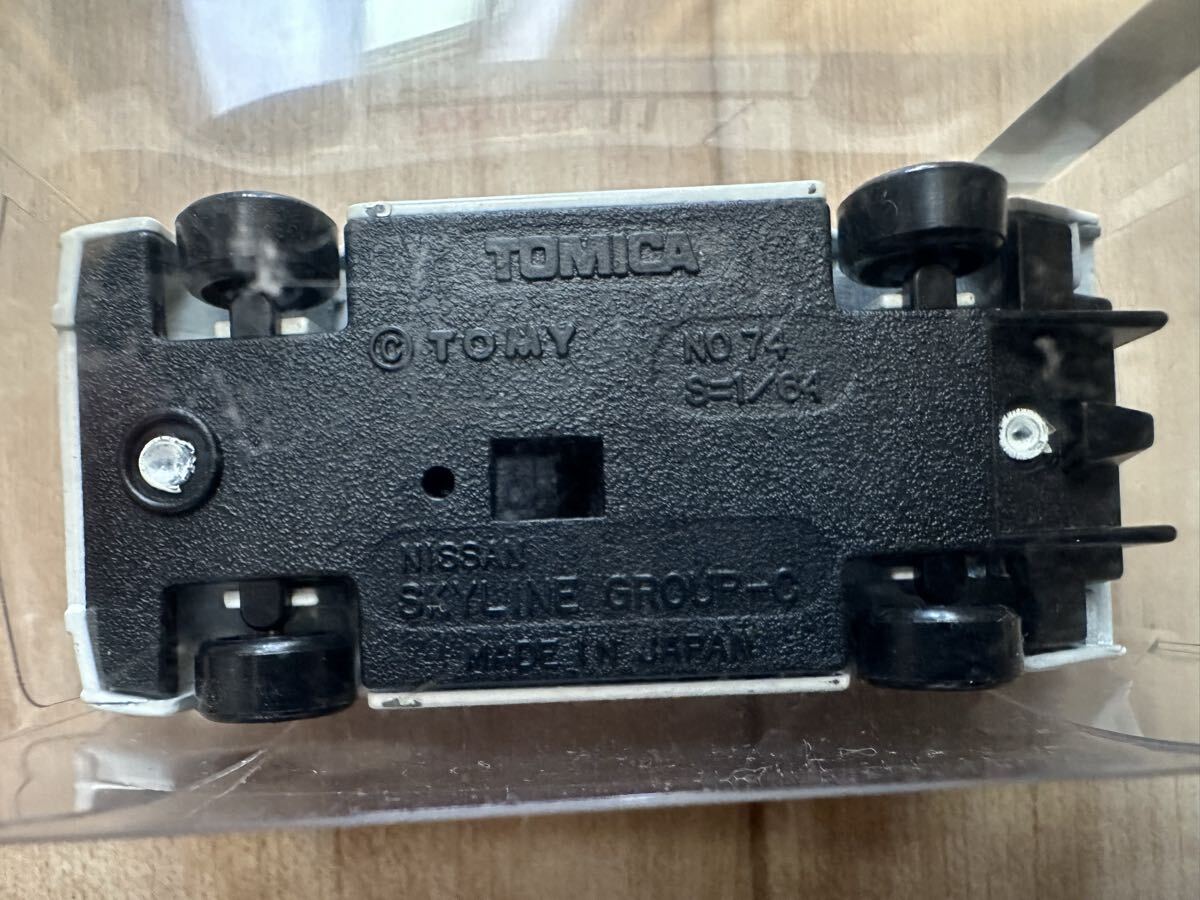 TOMICA
© TOMY
NO 74
S=1/64
NISSAN
SKYLINE GROUP-C
MADE IN JAPAN